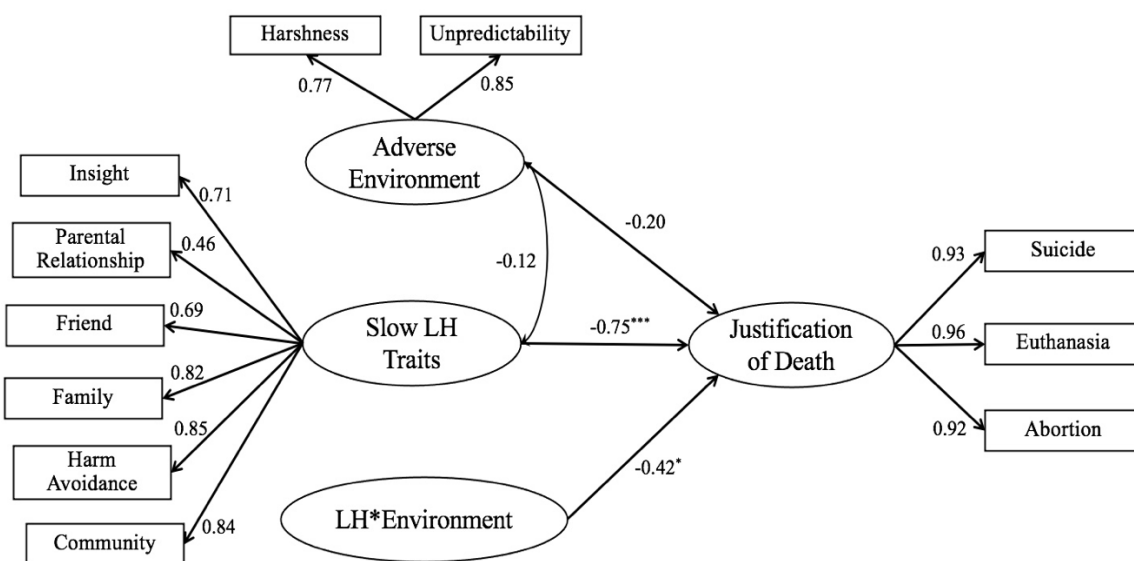 Harshness
Unpredictability
0.77
0.85
Adverse
Environment
Insight
0.71
Parental
Relationship
0.46
-0.20
-0.12
Suicide
0.93
Friend
0.69
Slow LH
Traits
-0.75***
Justification
of Death
0.96
Euthanasia
Family
0.82
0.85
Harm
Avoidance
0.92
Abortion
-0.42*
LH*Environment
0.84
Community